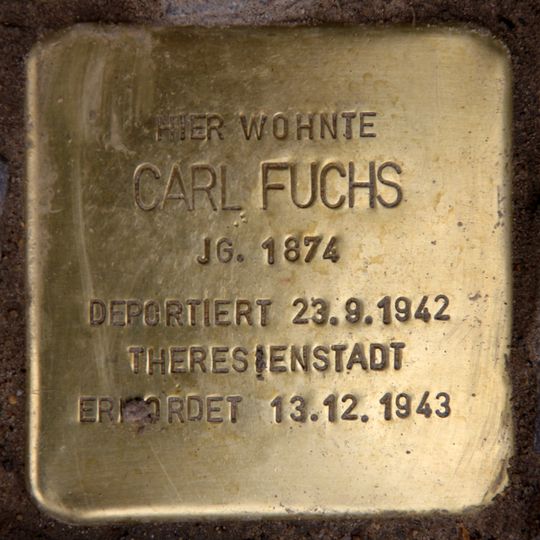 HIER WOHNTE
CARL FUCHS
JG. 1874
DEPORTIERT 23.9.1942
THERESIENSTADT
ERMORDET 13.12.1943